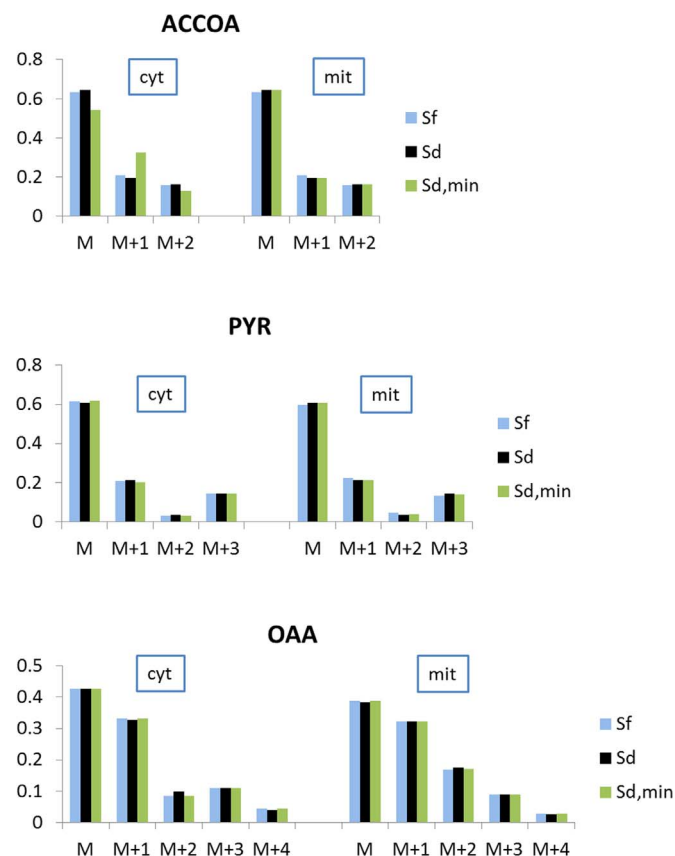 ACCOA
0.8
cyt
mit
0.6
Sf
0.4
Sd
0.2
Sd,min
0
M M+1 M+2 M M+1 M+2
PYR
0.8
cyt
mit
0.6
Sf
0.4
Sd
0.2
Sd,min
0
M M+1 M+2 M+3 M M+1 M+2 M+3
OAA
0.5
cyt
mit
0.4
0.3
Sf
0.2
Sd
0.1
Sd,min
0
M M+1 M+2 M+3 M+4 M M+1 M+2 M+3 M+4